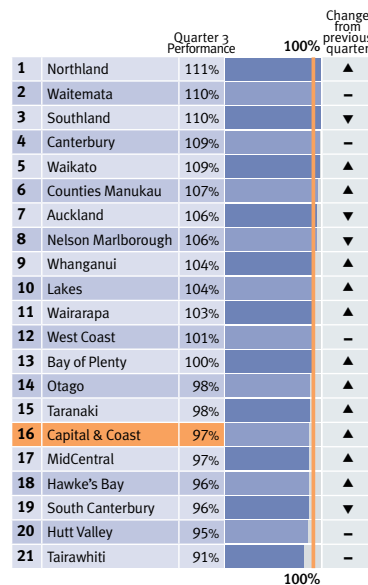 Change
from
previous
quarter
Quarter 3
Performance
100%
1 Northland 111% ▲
2 Waitemata 110% –
3 Southland 110% ▼
4 Canterbury 109% –
5 Waikato 109% ▲
6 Counties Manukau 107% ▲
7 Auckland 106% ▼
8 Nelson Marlborough 106% ▼
9 Whanganui 104% ▲
10 Lakes 104% ▲
11 Wairarapa 103% ▲
12 West Coast 101% –
13 Bay of Plenty 100% ▲
14 Otago 98% ▲
15 Taranaki 98% ▲
16 Capital & Coast 97% ▲
17 MidCentral 97% ▲
18 Hawke's Bay 96% ▲
19 South Canterbury 96% ▼
20 Hutt Valley 95% –
21 Tairawhiti 91% –
100%